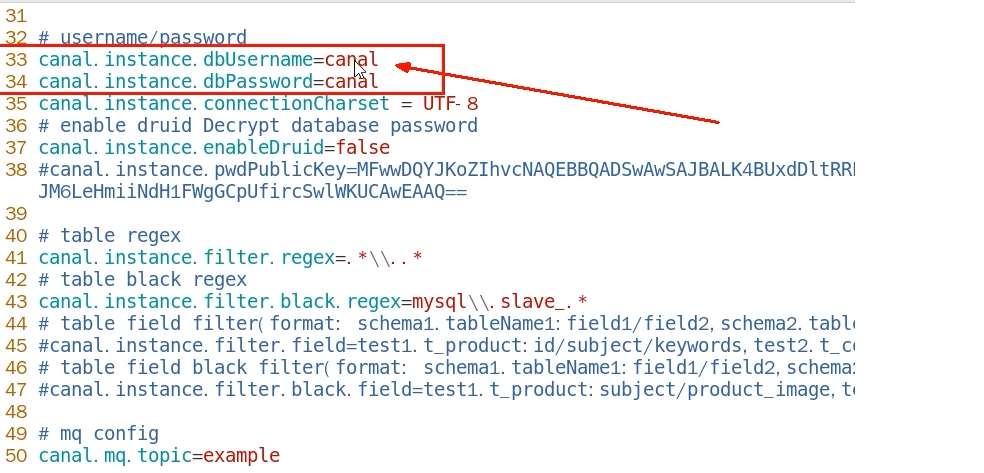 31
32 # username/password
33 canal.instance.dbUsername=canal
34 canal.instance.dbPassword=canal
35 canal.instance.connectionCharset = UTF-8
36 # enable druid Decrypt database password
37 canal.instance.enableDruid=false
38 #canal.instance.pwdPublicKey=MFwwDQYJKoZIhvcNAQEBBQADSwAwSAJBALK4BUxdDltRR
JM6LeHmiiNdH1FWgGCpUfircSwlWKUCAwEAAQ==
39
40 # table regex
41 canal.instance.filter.regex=.*\\..*
42 # table black regex
43 canal.instance.filter.black.regex=mysql\\.slave_.*
44 # table field filter(format: schema1.tableName1:field1/field2,schema2.table
45 #canal.instance.filter.field=test1.t_product:id/subject/keywords,test2.t_c
46 # table field black filter(format: schema1.tableName1:field1/field2,schema
47 #canal.instance.filter.black.field=test1.t_product:subject/product_image,t
48
49 # mq config
50 canal.mq.topic=example